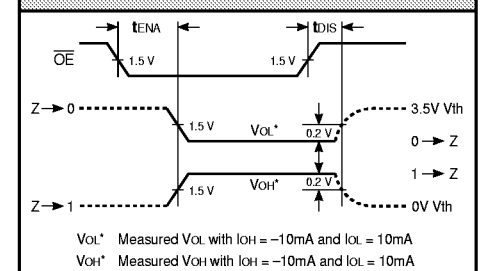 tENA tDIS
OE 1.5 V 1.5 V
Z 0 3.5V Vth
1.5 V VOL* 0.2 V
0 Z
1 Z
VOH* 0.2 V
1.5 V
Z 1 0V Vth
VOL* Measured VOL with IOH = –10mA and IOL = 10mA
VOH* Measured VOH with IOH = –10mA and IOL = 10mA